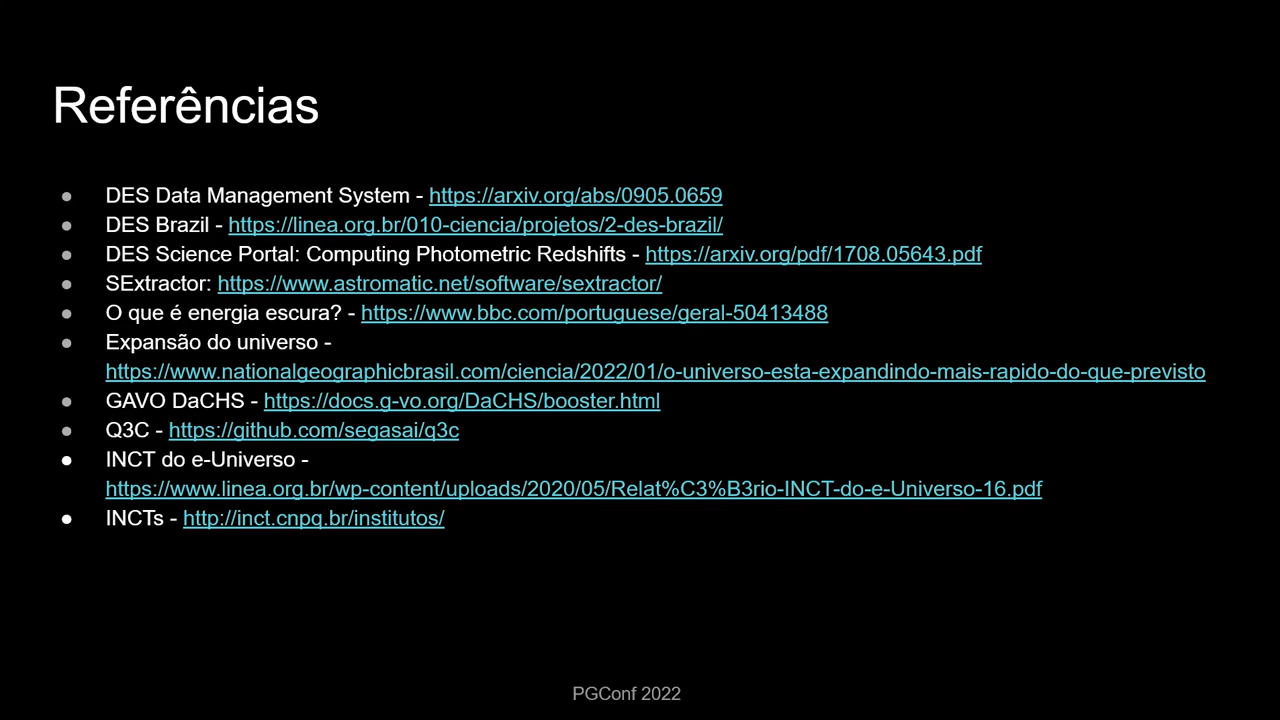 Referências
● DES Data Management System - https://arxiv.org/abs/0905.0659
● DES Brazil - https://linea.org.br/010-ciencia/projetos/2-des-brazil/
● DES Science Portal: Computing Photometric Redshifts - https://arxiv.org/pdf/1708.05643.pdf
● SExtractor: https://www.astromatic.net/software/sextractor/
● O que é energia escura? - https://www.bbc.com/portuguese/geral-50413488
● Expansão do universo -
https://www.nationalgeographicbrasil.com/ciencia/2022/01/o-universo-esta-expandindo-mais-rapido-do-que-previsto
● GAVO DaCHS - https://docs.g-vo.org/DaCHS/booster.html
● Q3C - https://github.com/segasai/q3c
● INCT do e-Universo -
https://www.linea.org.br/wp-content/uploads/2020/05/Relat%C3%B3rio-INCT-do-e-Universo-16.pdf
● INCTs - http://inct.cnpq.br/institutos/
PGConf 2022